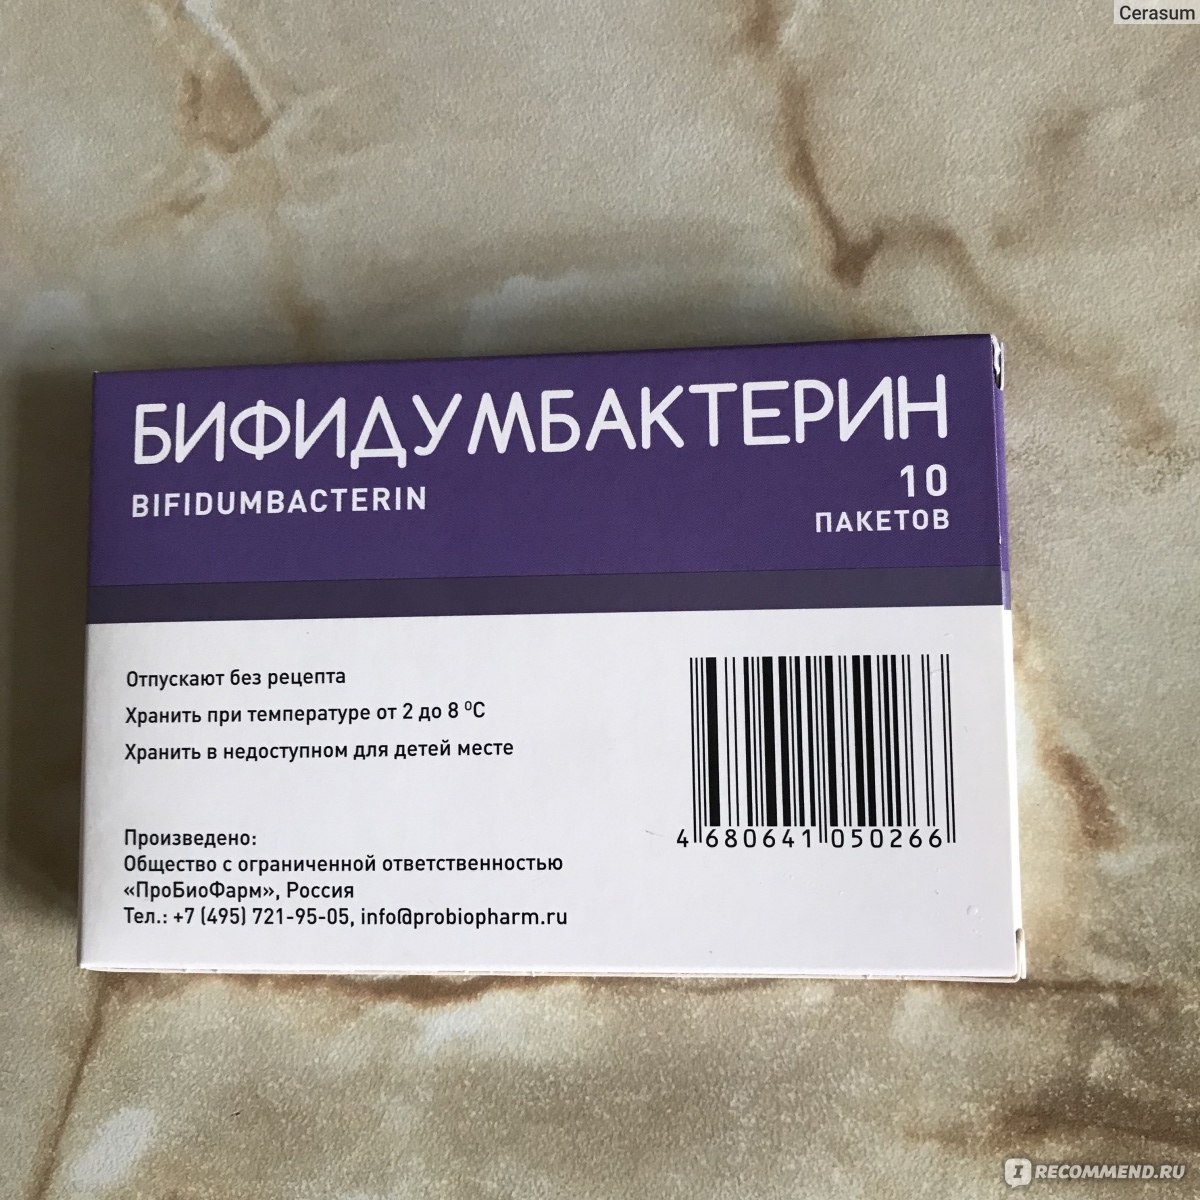 Cerasum
БИФИДУМБАКТЕРИН
BIFIDUMBACTERIN
10
ПАКЕТОВ
Отпускают без рецепта
Хранить при температуре от 2 до 8 ºС
Хранить в недоступном для детей месте
Произведено:
Общество с ограниченной ответственностью
«ПроБиоФарм», Россия
Тел.: +7 (495) 721-95-05, info@probiopharm.ru
4 680641 050266
I RECOMMEND.RU